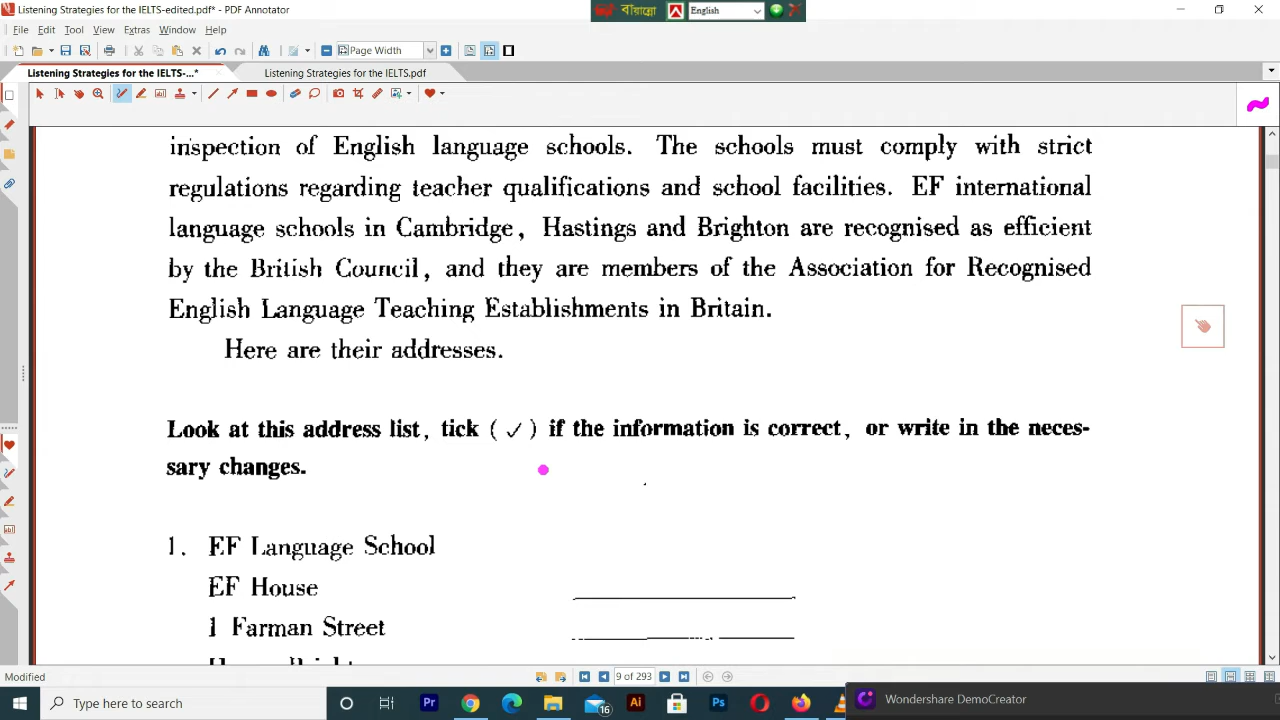 Listening Strategies for the IELTS-edited.pdf* - PDF Annotator
বায়ান্নো
English
File Edit Tool View Extras Window Help
Page Width
Listening Strategies for the IELTS-...*
Listening Strategies for the IELTS.pdf
inspection of English language schools. The schools must comply with strict
regulations regarding teacher qualifications and school facilities. EF international
language schools in Cambridge, Hastings and Brighton are recognised as efficient
by the British Council, and they are members of the Association for Recognised
English Language Teaching Establishments in Britain.
Here are their addresses.
Look at this address list, tick (✓) if the information is correct, or write in the neces-
sary changes.
1. EF Language School
EF House
1 Farman Street
Modified
9 of 293
Type here to search
Pr
16
Ai
Ps
Wondershare DemoCreator